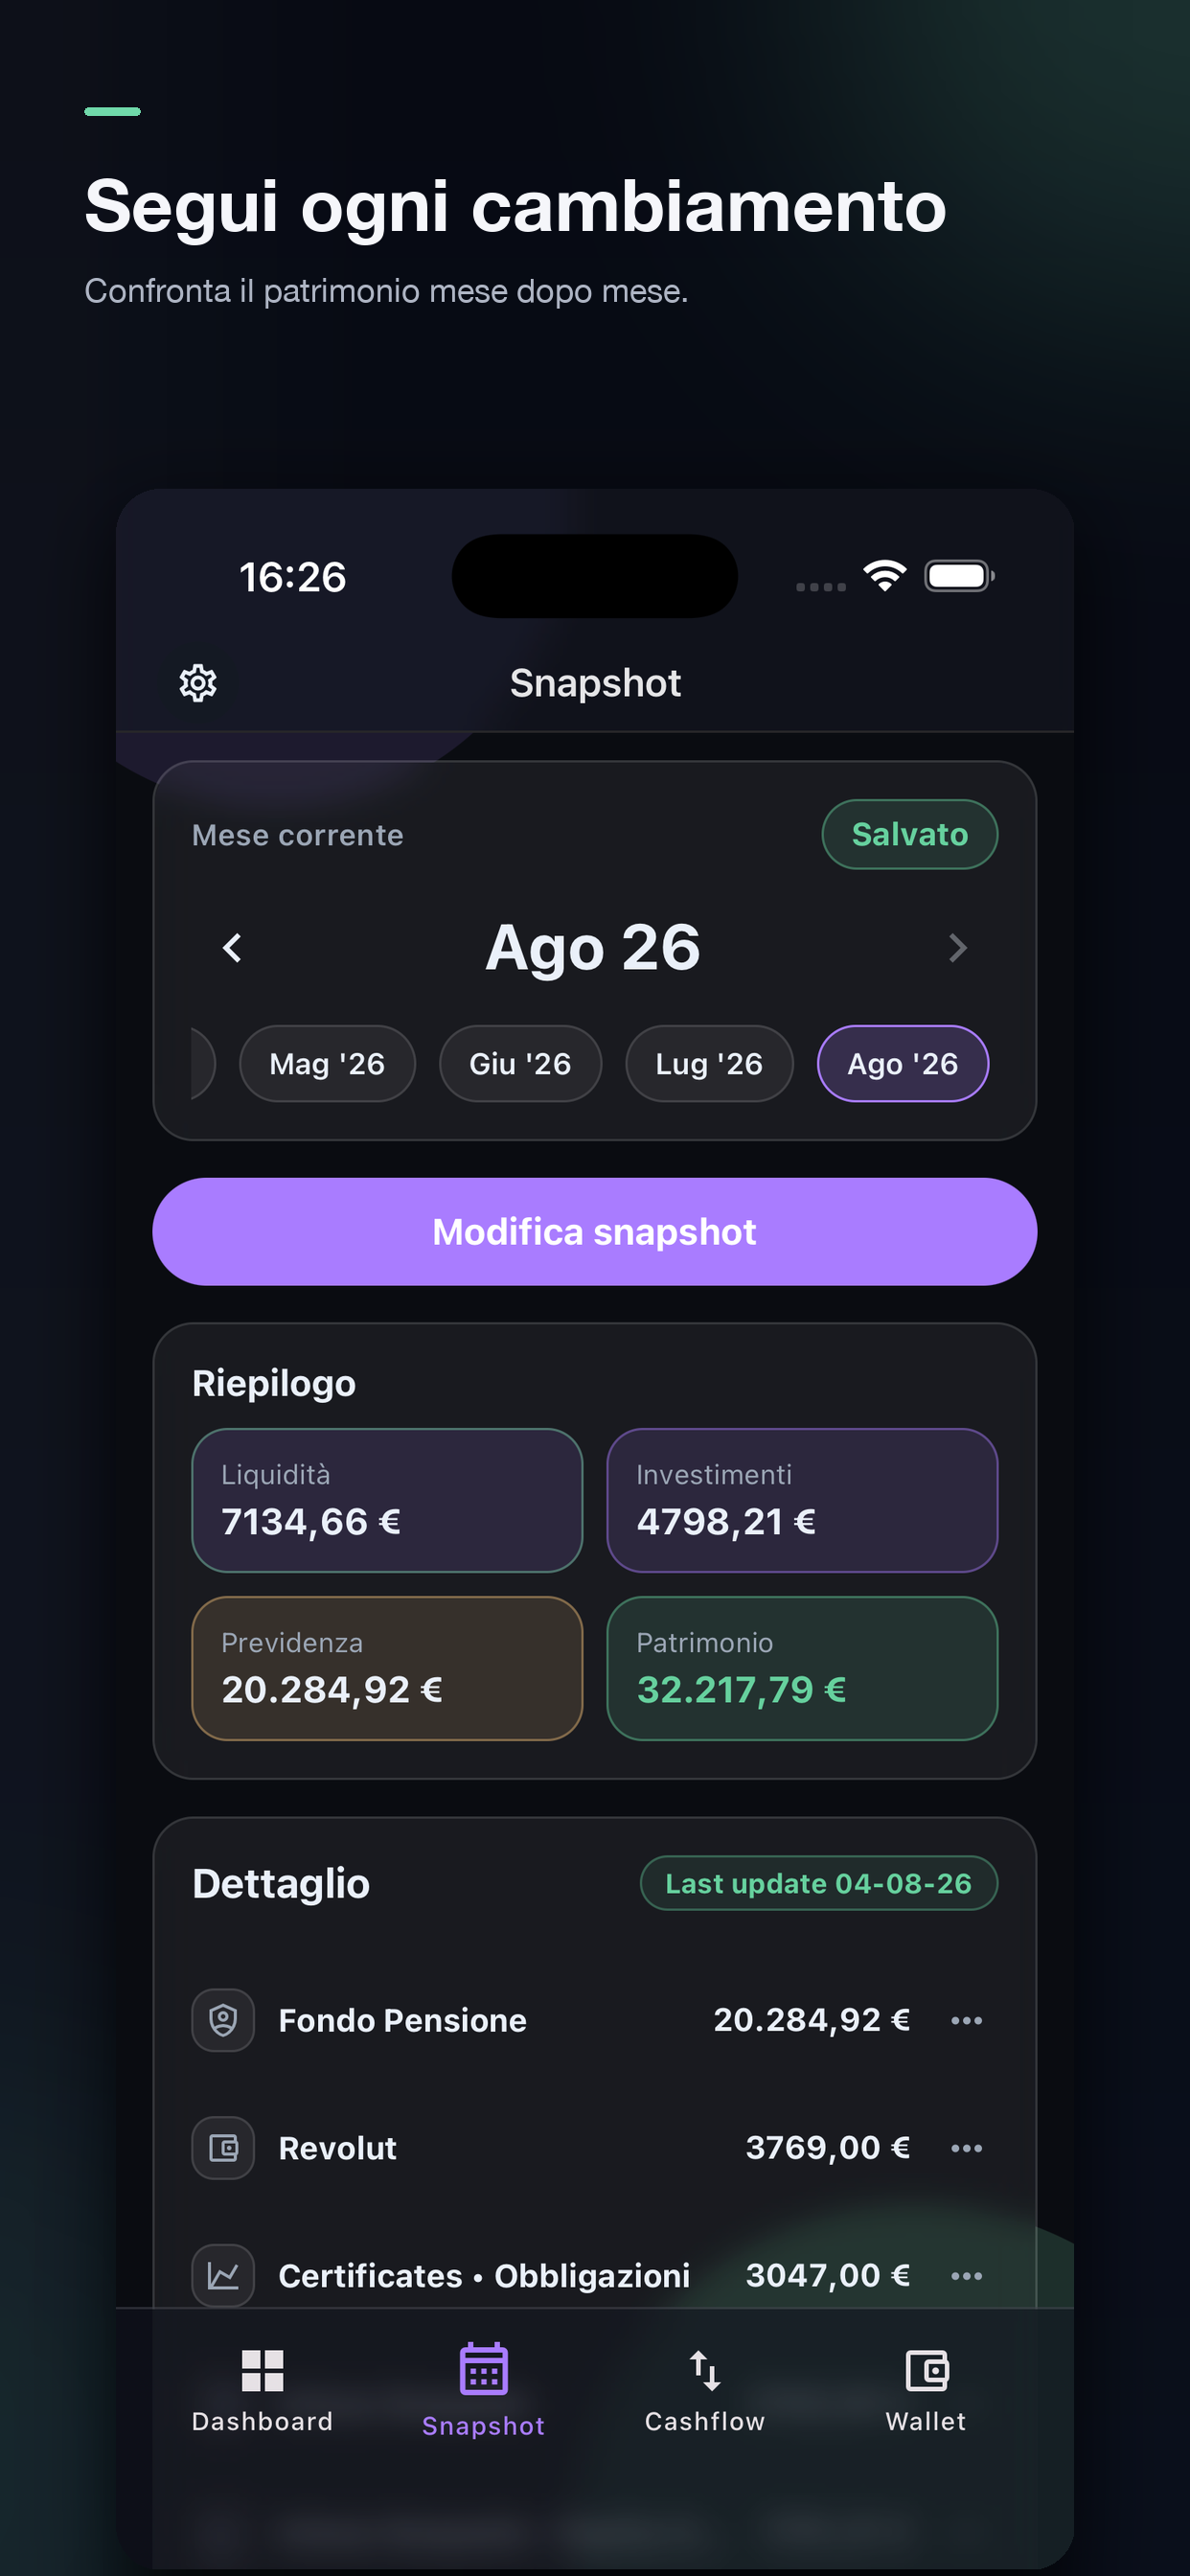 Segui ogni cambiamento
Confronta il patrimonio mese dopo mese.
16:26
Snapshot
Mese corrente
Salvato
Ago 26
Mag '26 Giu '26 Lug '26 Ago '26
Modifica snapshot
Riepilogo
Liquidità
7134,66 €
Investimenti
4798,21 €
Previdenza
20.284,92 €
Patrimonio
32.217,79 €
Dettaglio
Last update 04-08-26
Fondo Pensione 20.284,92 €
Revolut 3769,00 €
Certificates • Obbligazioni 3047,00 €
Dashboard Snapshot Cashflow Wallet